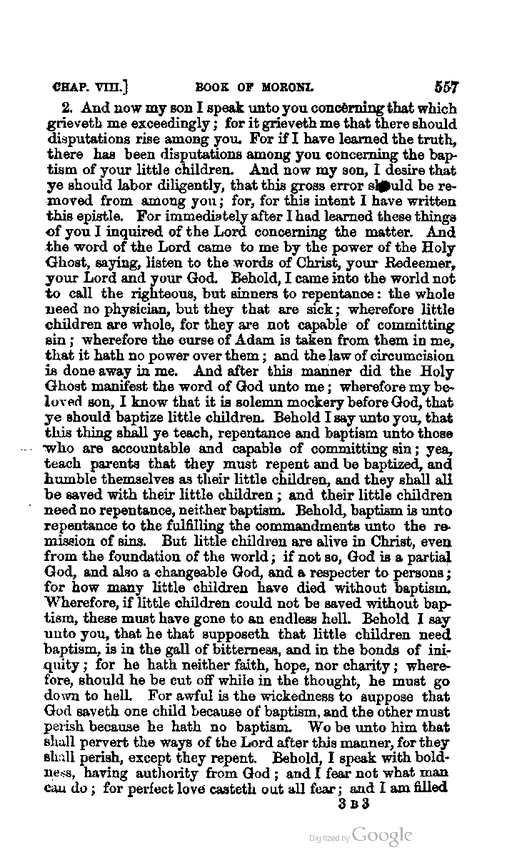 CHAP. VIII.] BOOK OF MORONI. 557
2. And now my son I speak unto you concerning that which
grieveth me exceedingly; for it grieveth me that there should
disputations rise among you. For if I have learned the truth,
there has been disputations among you concerning the bap-
tism of your little children. And now my son, I desire that
ye should labor diligently, that this gross error should be re-
moved from among you; for, for this intent I have written
this epistle. For immediately after I had learned these things
of you I inquired of the Lord concerning the matter. And
the word of the Lord came to me by the power of the Holy
Ghost, saying, listen to the words of Christ, your Redeemer,
your Lord and your God. Behold, I came into the world not
to call the righteous, but sinners to repentance: the whole
need no physician, but they that are sick; wherefore little
children are whole, for they are not capable of committing
sin; wherefore the curse of Adam is taken from them in me,
that it hath no power over them; and the law of circumcision
is done away in me. And after this manner did the Holy
Ghost manifest the word of God unto me; wherefore my be-
loved son, I know that it is solemn mockery before God, that
ye should baptize little children. Behold I say unto you, that
this thing shall ye teach, repentance and baptism unto those
who are accountable and capable of committing sin; yea,
teach parents that they must repent and be baptized, and
humble themselves as their little children, and they shall all
be saved with their little children; and their little children
need no repentance, neither baptism. Behold, baptism is unto
repentance to the fulfilling the commandments unto the re-
mission of sins. But little children are alive in Christ, even
from the foundation of the world; if not so, God is a partial
God, and also a changeable God, and a respecter to persons;
for how many little children have died without baptism.
Wherefore, if little children could not be saved without bap-
tism, these must have gone to an endless hell. Behold I say
unto you, that he that supposeth that little children need
baptism, is in the gall of bitterness, and in the bonds of ini-
quity; for he hath neither faith, hope, nor charity; where-
fore, should he be cut off while in the thought, he must go
down to hell. For awful is the wickedness to suppose that
God saveth one child because of baptism, and the other must
perish because he hath no baptism. Wo be unto him that
shall pervert the ways of the Lord after this manner, for they
shall perish, except they repent. Behold, I speak with bold-
ness, having authority from God; and I fear not what man
can do; for perfect love casteth out all fear; and I am filled
3 B 3
Digitized by Google